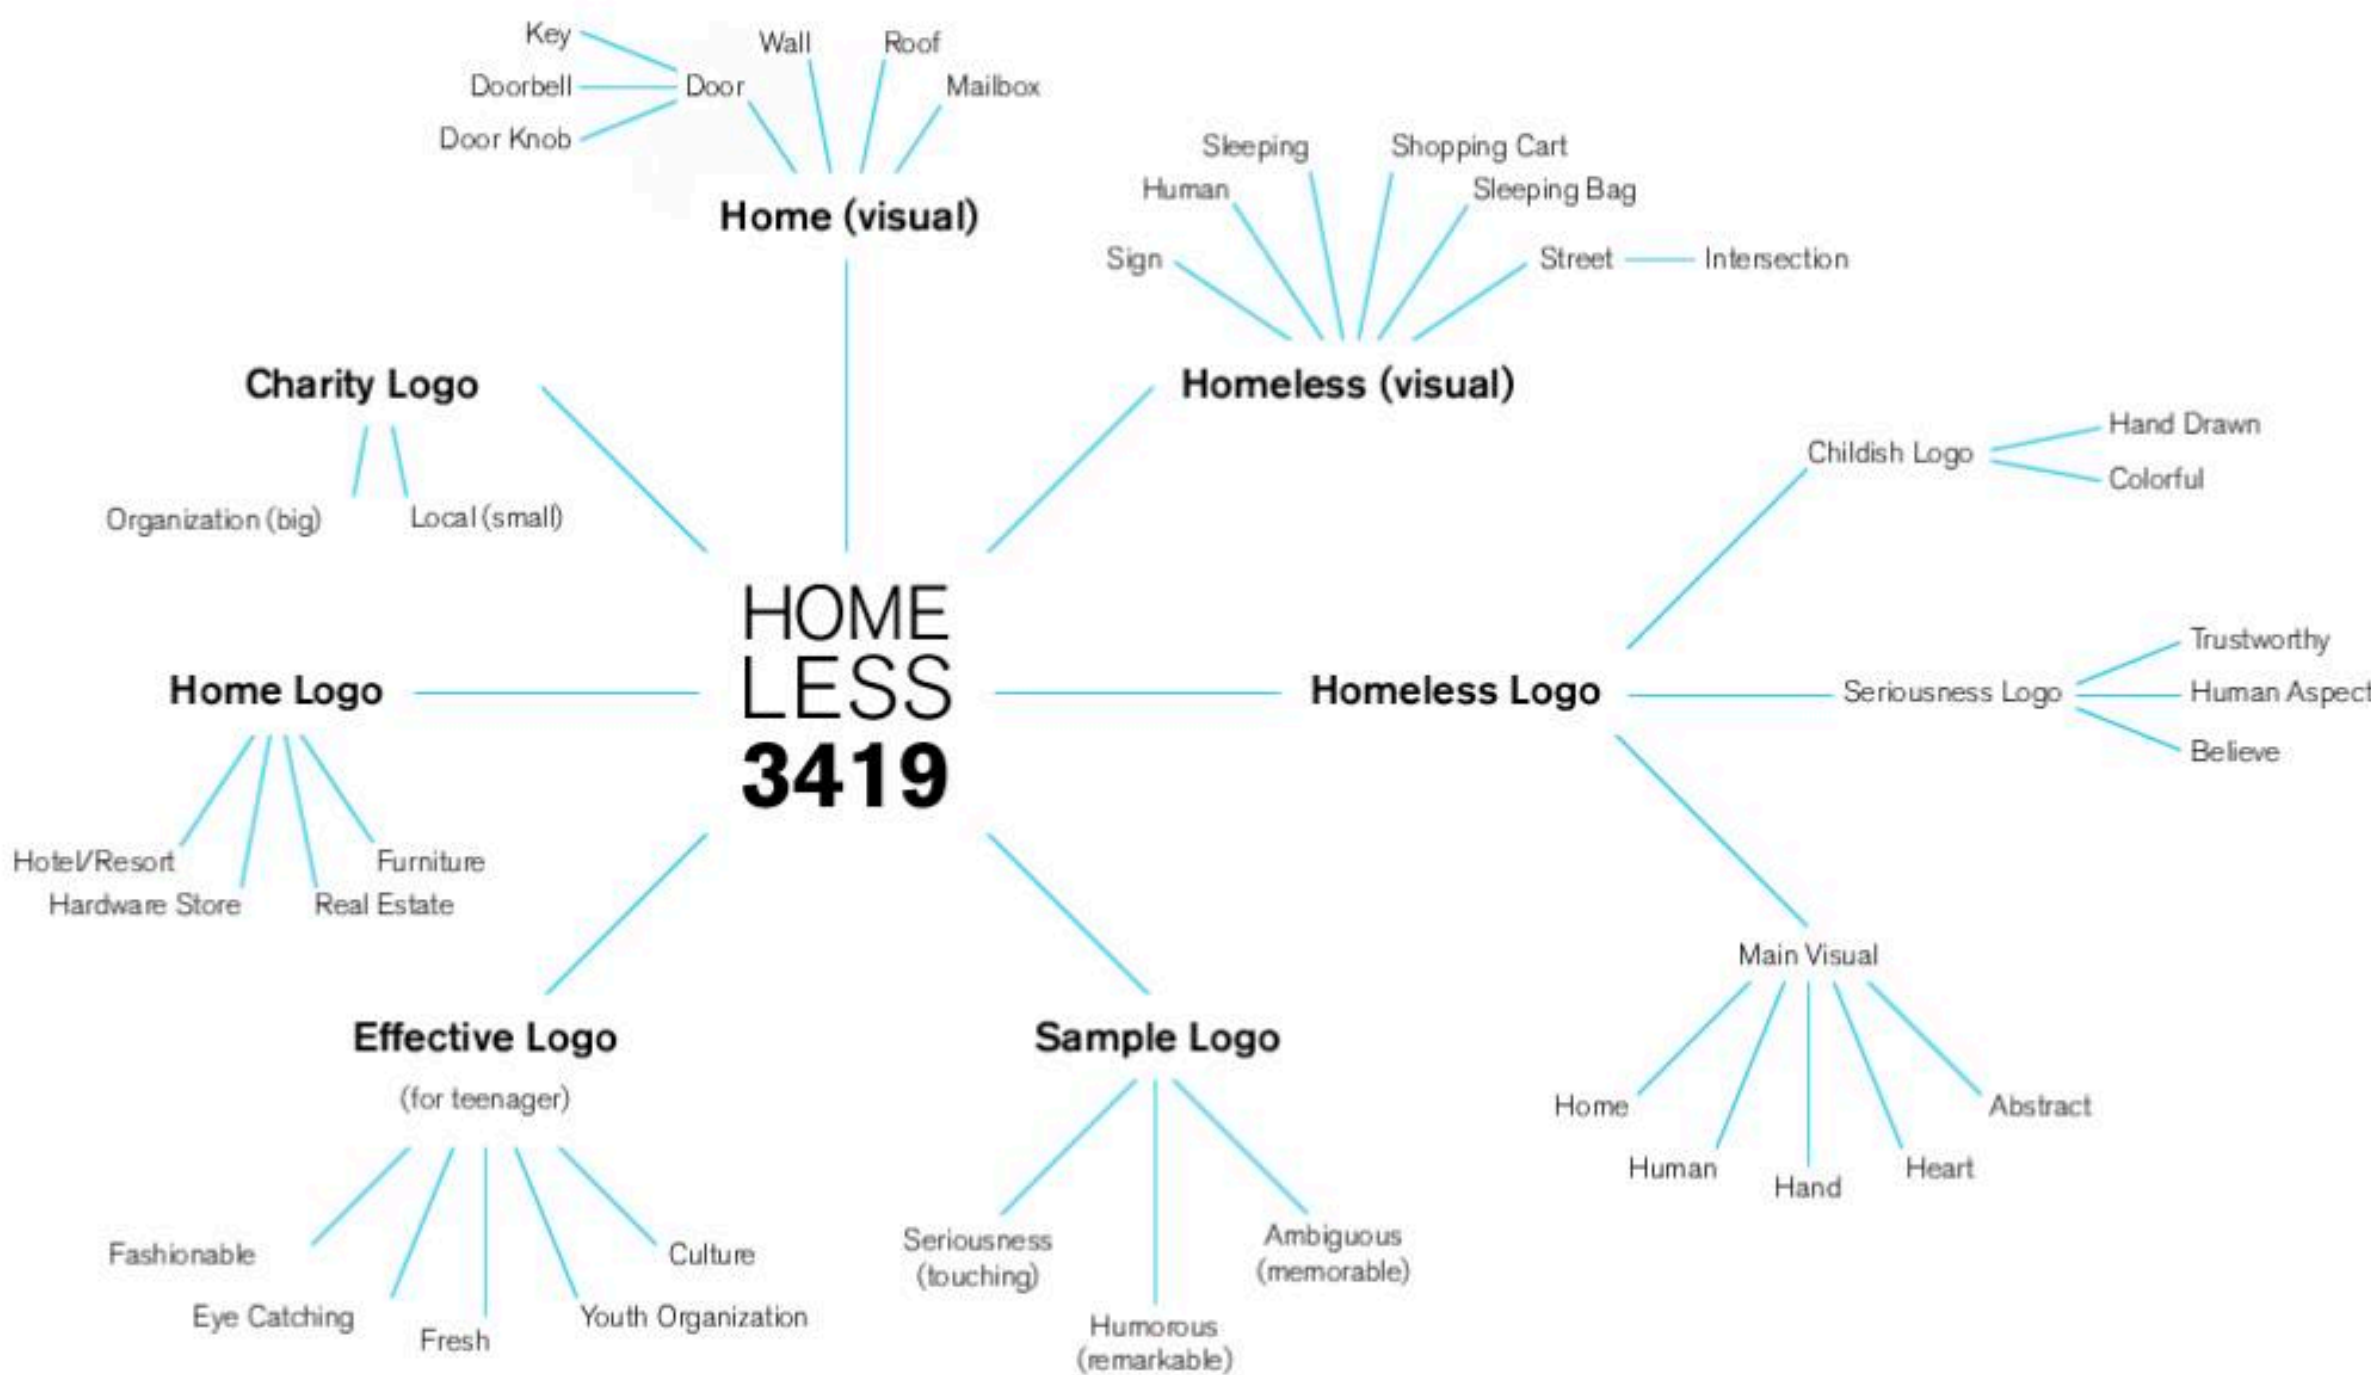 Key
Doorbell
Door Knob
Door
Wall
Roof
Mailbox
Home (visual)
Sleeping
Human
Sign
Shopping Cart
Sleeping Bag
Street
Intersection
Homeless (visual)
Charity Logo
Organization (big)
Local (small)
HOME
LESS
3419
Childish Logo
Hand Drawn
Colorful
Homeless Logo
Seriousness Logo
Trustworthy
Human Aspect
Believe
Main Visual
Home
Human
Hand
Heart
Abstract
Home Logo
Hotel/Resort
Hardware Store
Real Estate
Furniture
Effective Logo
(for teenager)
Fashionable
Eye Catching
Fresh
Youth Organization
Culture
Sample Logo
Seriousness
(touching)
Humorous
(remarkable)
Ambiguous
(memorable)